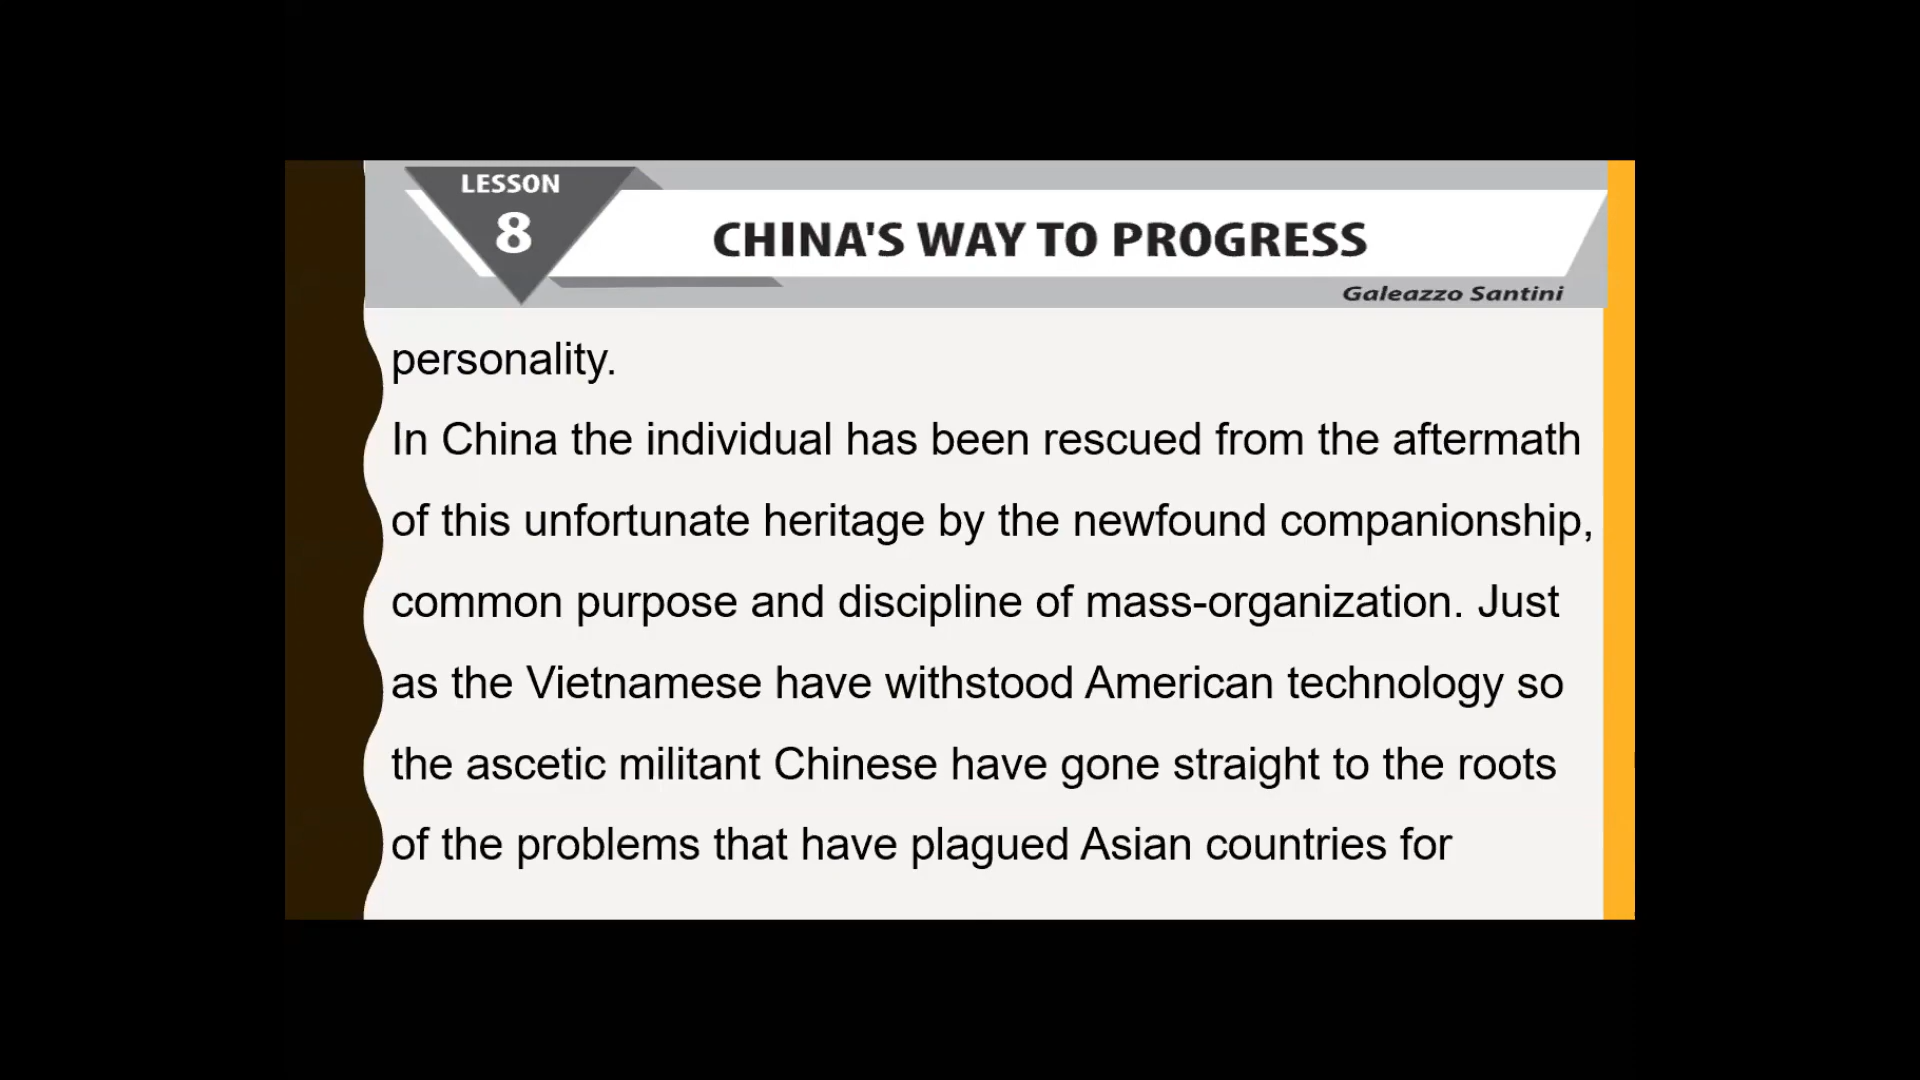 LESSON
8
CHINA'S WAY TO PROGRESS
Galeazzo Santini
personality.
In China the individual has been rescued from the aftermath
of this unfortunate heritage by the newfound companionship,
common purpose and discipline of mass-organization. Just
as the Vietnamese have withstood American technology so
the ascetic militant Chinese have gone straight to the roots
of the problems that have plagued Asian countries for